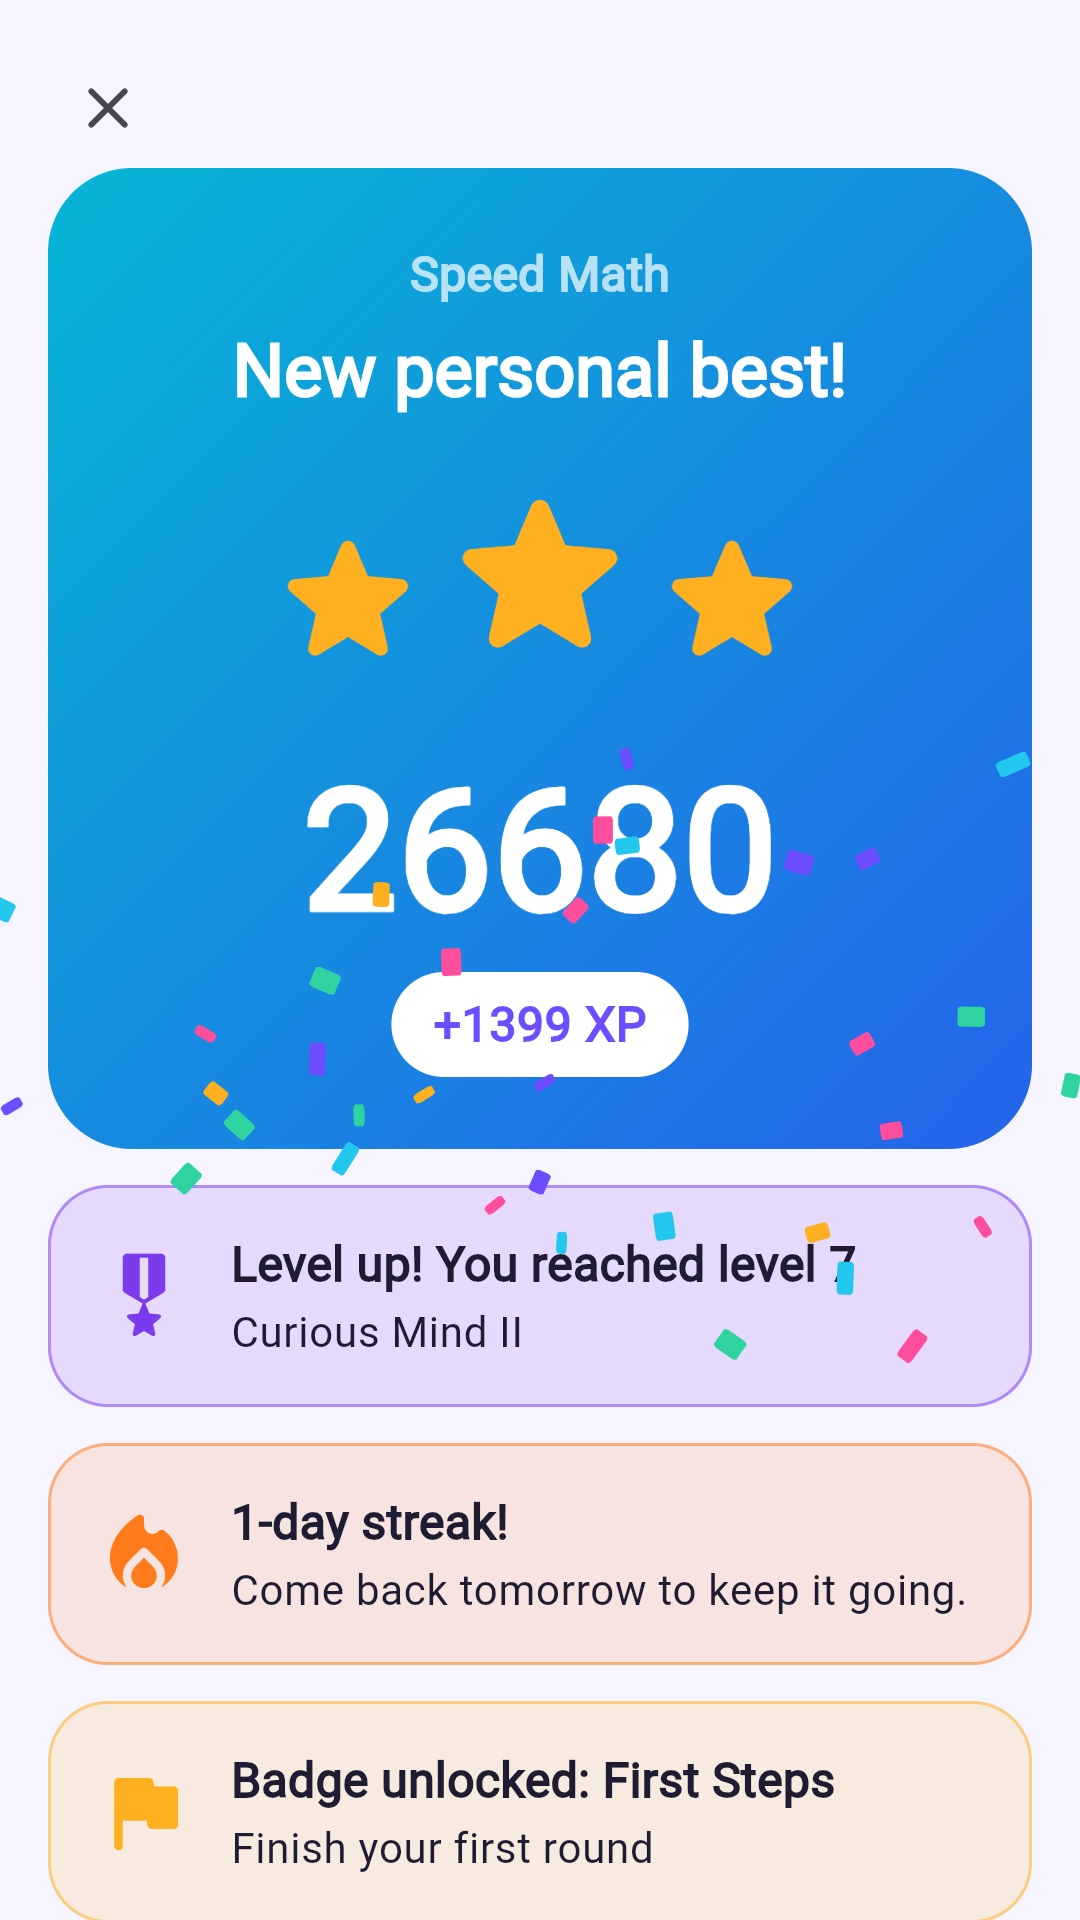 Speed Math
New personal best!
26680
+1399 XP
Level up! You reached level 7
Curious Mind II
1-day streak!
Come back tomorrow to keep it going.
Badge unlocked: First Steps
Finish your first round